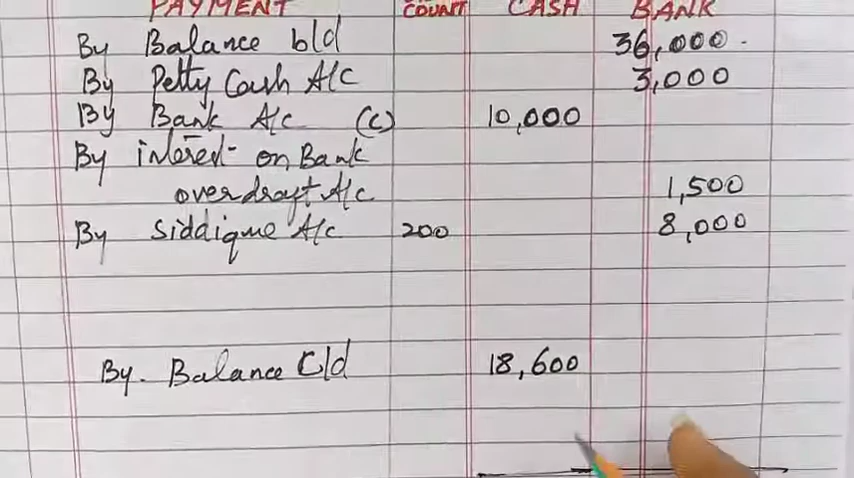 PAYMENT COUNT CASH BANK
By Balance b/d 36,000.
By Petty Cash A/c 3,000
By Bank A/c (C) 10,000
By interest on Bank
overdraft A/c 1,500
By Siddique A/c 200 8,000
By. Balance C/d 18,600